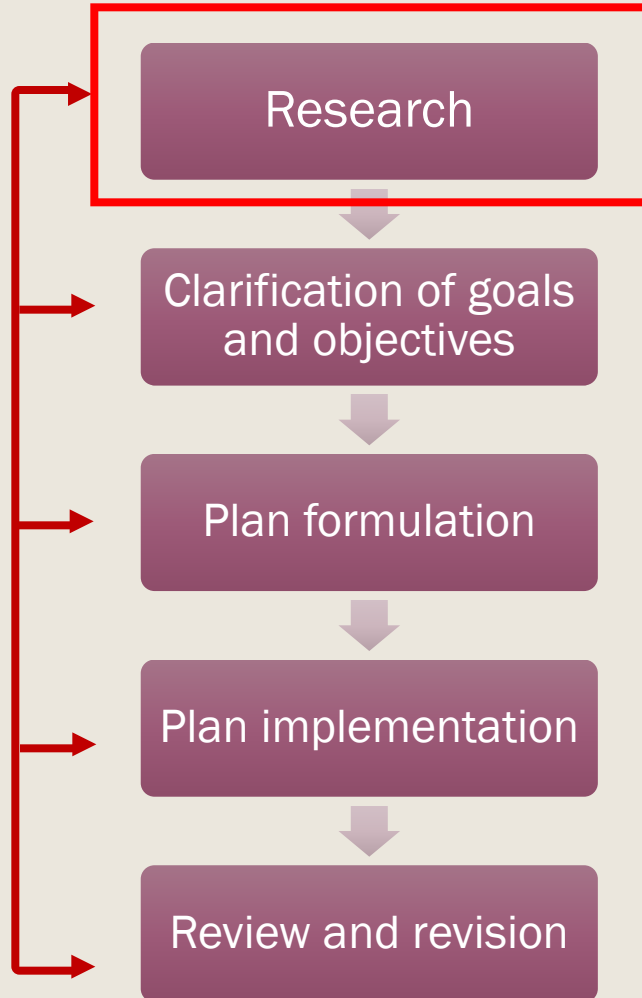 Research
Clarification of goals
and objectives
Plan formulation
Plan implementation
Review and revision